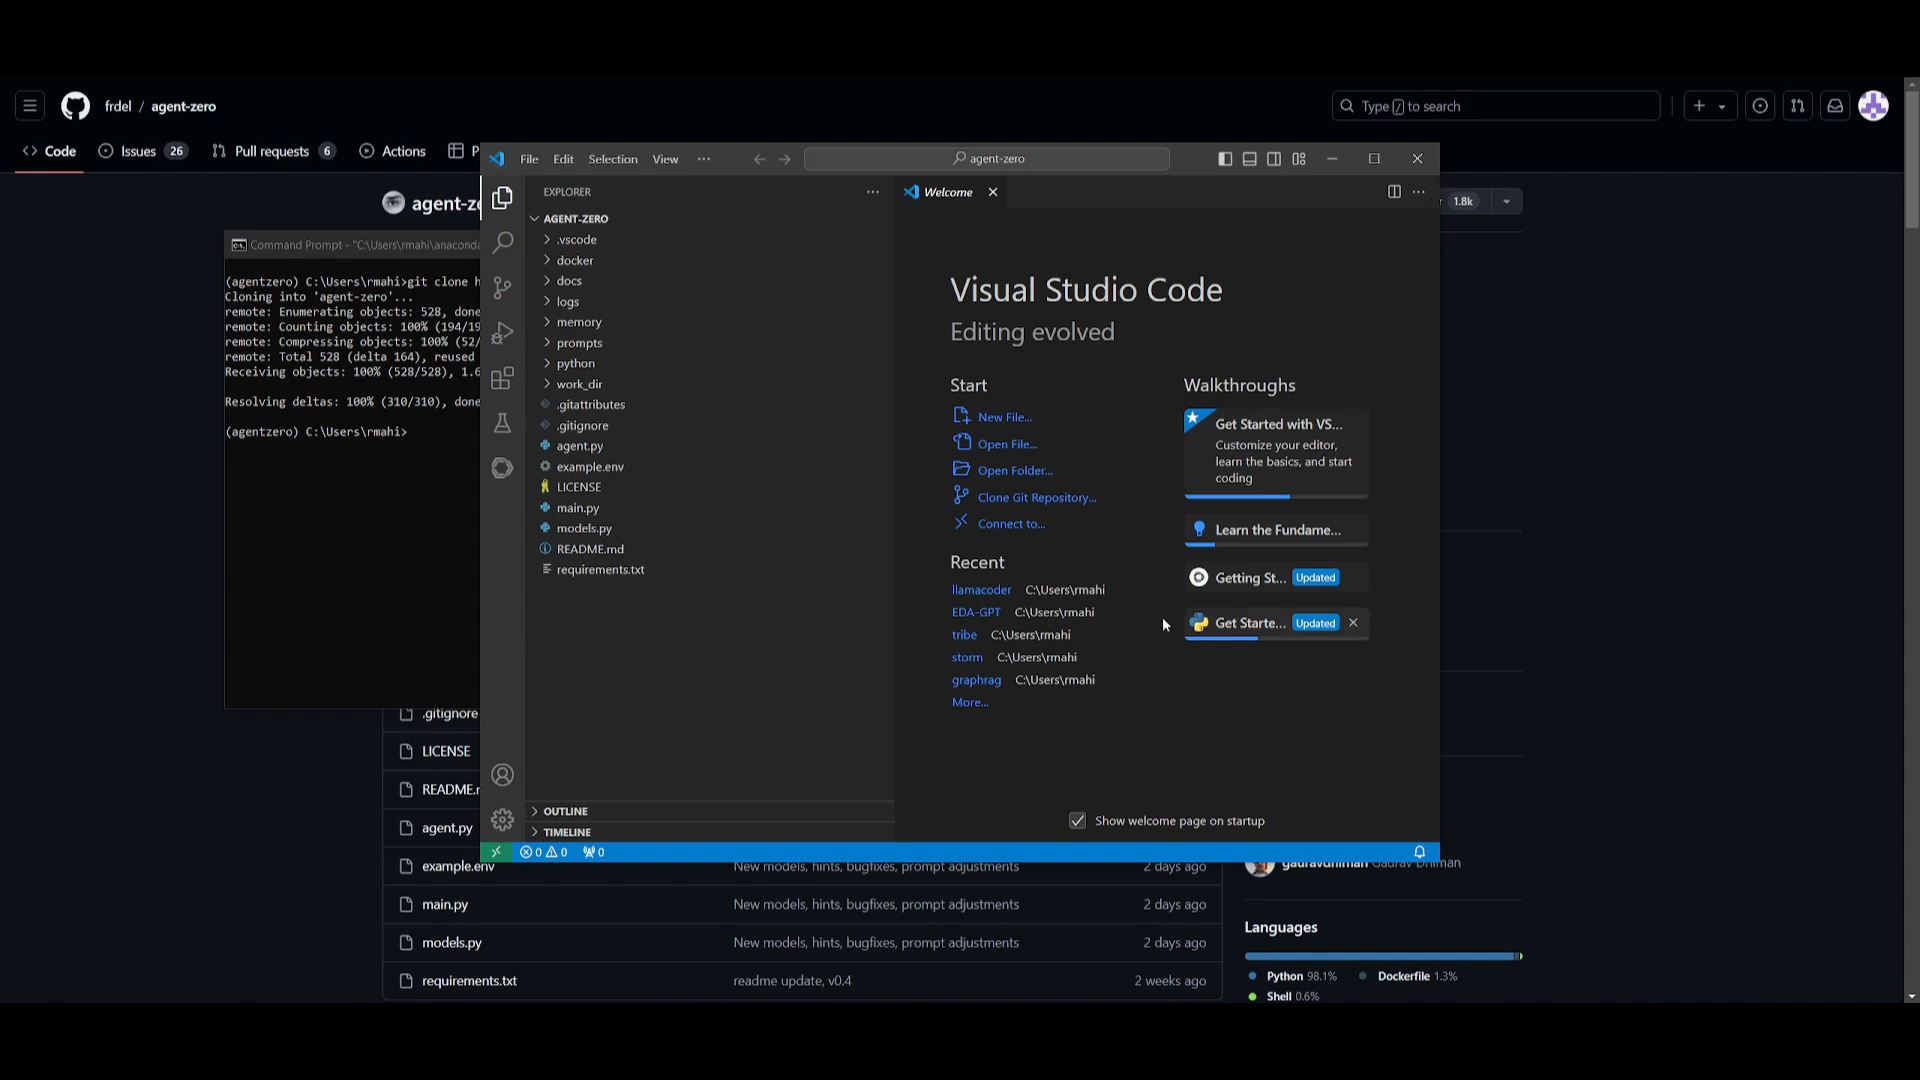 frdel / agent-zero
Type / to search
Code
Issues 26
Pull requests 6
Actions
1.8k
File Edit Selection View ···
agent-zero
EXPLORER
AGENT-ZERO
.vscode
docker
docs
logs
memory
prompts
python
work_dir
.gitattributes
.gitignore
agent.py
example.env
LICENSE
main.py
models.py
README.md
requirements.txt
OUTLINE
TIMELINE
0 0 0
Welcome
Visual Studio Code
Editing evolved
Start
New File...
Open File...
Open Folder...
Clone Git Repository...
Connect to...
Recent
llamacoder C:\Users\rmahi
EDA-GPT C:\Users\rmahi
tribe C:\Users\rmahi
storm C:\Users\rmahi
graphrag C:\Users\rmahi
More...
Walkthroughs
Get Started with VS...
Customize your editor,
learn the basics, and start
coding
Learn the Fundame...
Getting St... Updated
Get Starte... Updated
Show welcome page on startup
Command Prompt - "C:\Users\rmahi\anaconda
(agentzero) C:\Users\rmahi>git clone h
Cloning into 'agent-zero'...
remote: Enumerating objects: 528, done
remote: Counting objects: 100% (194/19
remote: Compressing objects: 100% (52/
remote: Total 528 (delta 164), reused
Receiving objects: 100% (528/528), 1.6
Resolving deltas: 100% (310/310), done
(agentzero) C:\Users\rmahi>
.gitignore
LICENSE
agent.py
example.env New models, hints, bugfixes, prompt adjustments 2 days ago
main.py New models, hints, bugfixes, prompt adjustments 2 days ago
models.py New models, hints, bugfixes, prompt adjustments 2 days ago
requirements.txt readme update, v0.4 2 weeks ago
gauravdhiman Gaurav Dhiman
Languages
Python 98.1%
Dockerfile 1.3%
Shell 0.6%